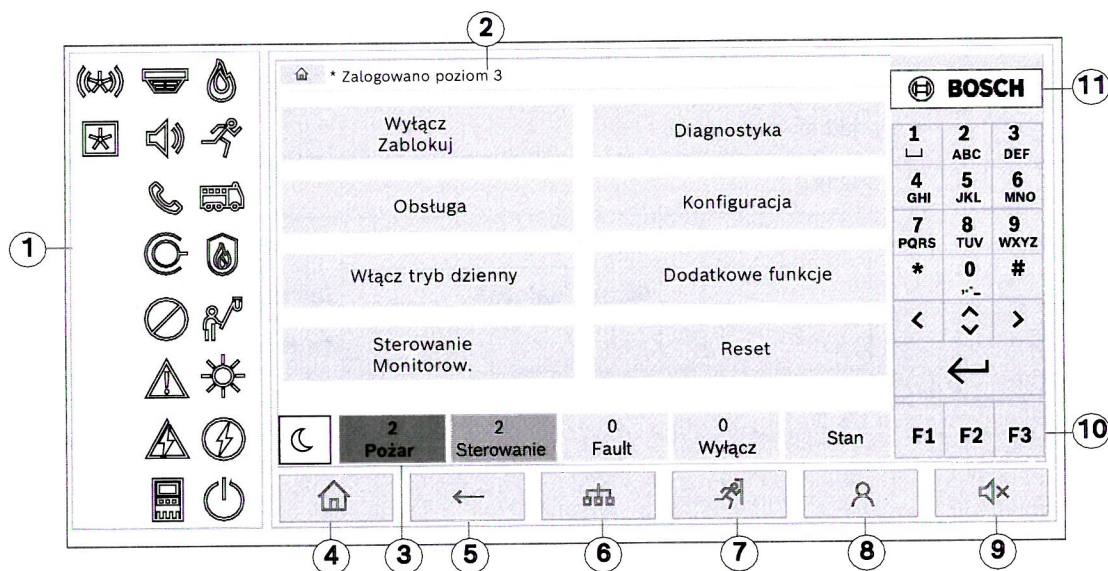 2
* Zalogowano poziom 3
BOSCH
11
Wyłącz
Zablokuj
Diagnostyka
1 2 3
ABC DEF
Obsługa
Konfiguracja
4 5 6
GHI JKL MNO
1
7 8 9
PQRS TUV WXYZ
Włącz tryb dzienny
Dodatkowe funkcje
* 0 #
,.-_
< >
Sterowanie
Monitorow.
Reset
2
Pożar
2
Sterowanie
0
Fault
0
Wyłącz
Stan
F1 F2 F3
10
4 3 5 6 7 8 9